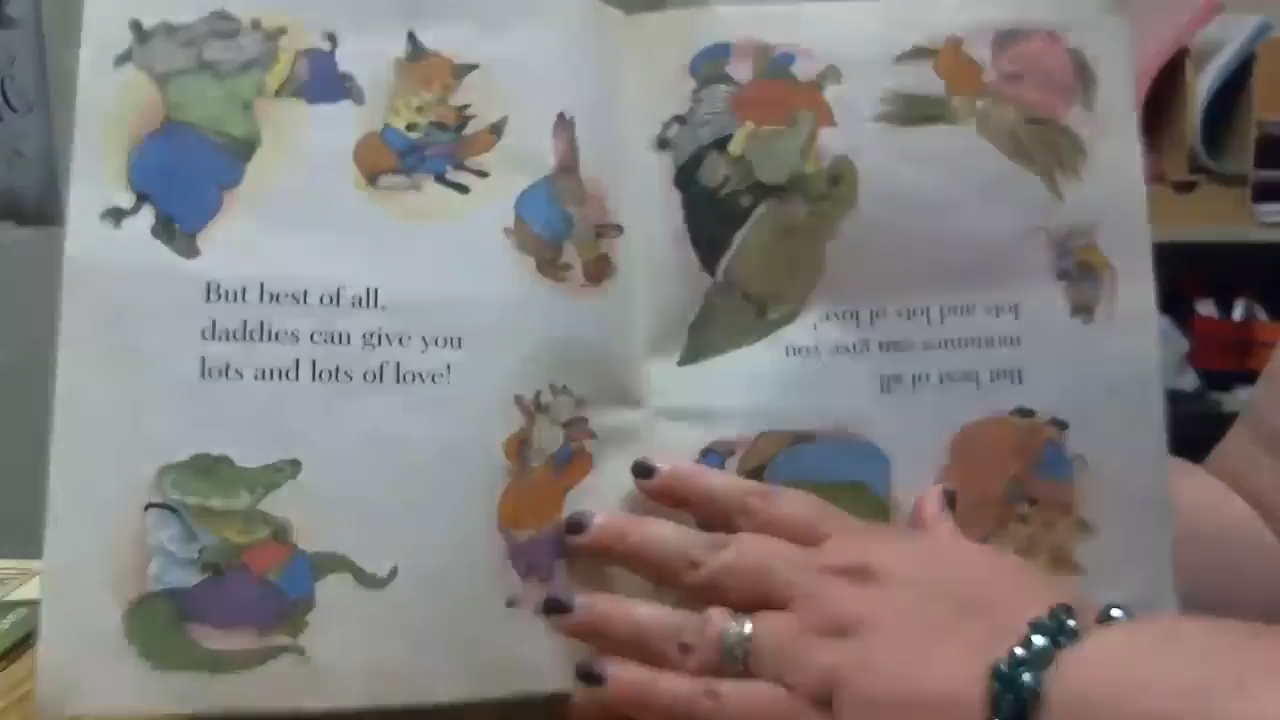 But best of all,
daddies can give you
lots and lots of love!
But best of all
mummies can give you
lots and lots of love!